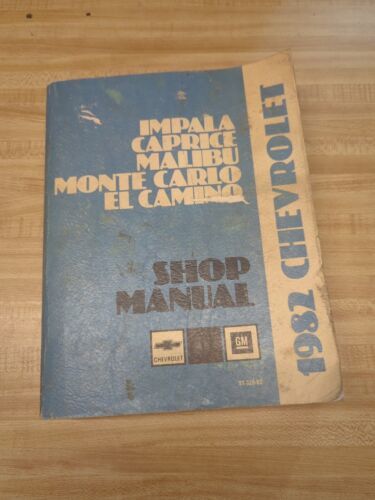 IMPALA
CAPRICE
MALIBU
MONTE CARLO
EL CAMINO
SHOP
MANUAL
CHEVROLET
GM
1982 CHEVROLET